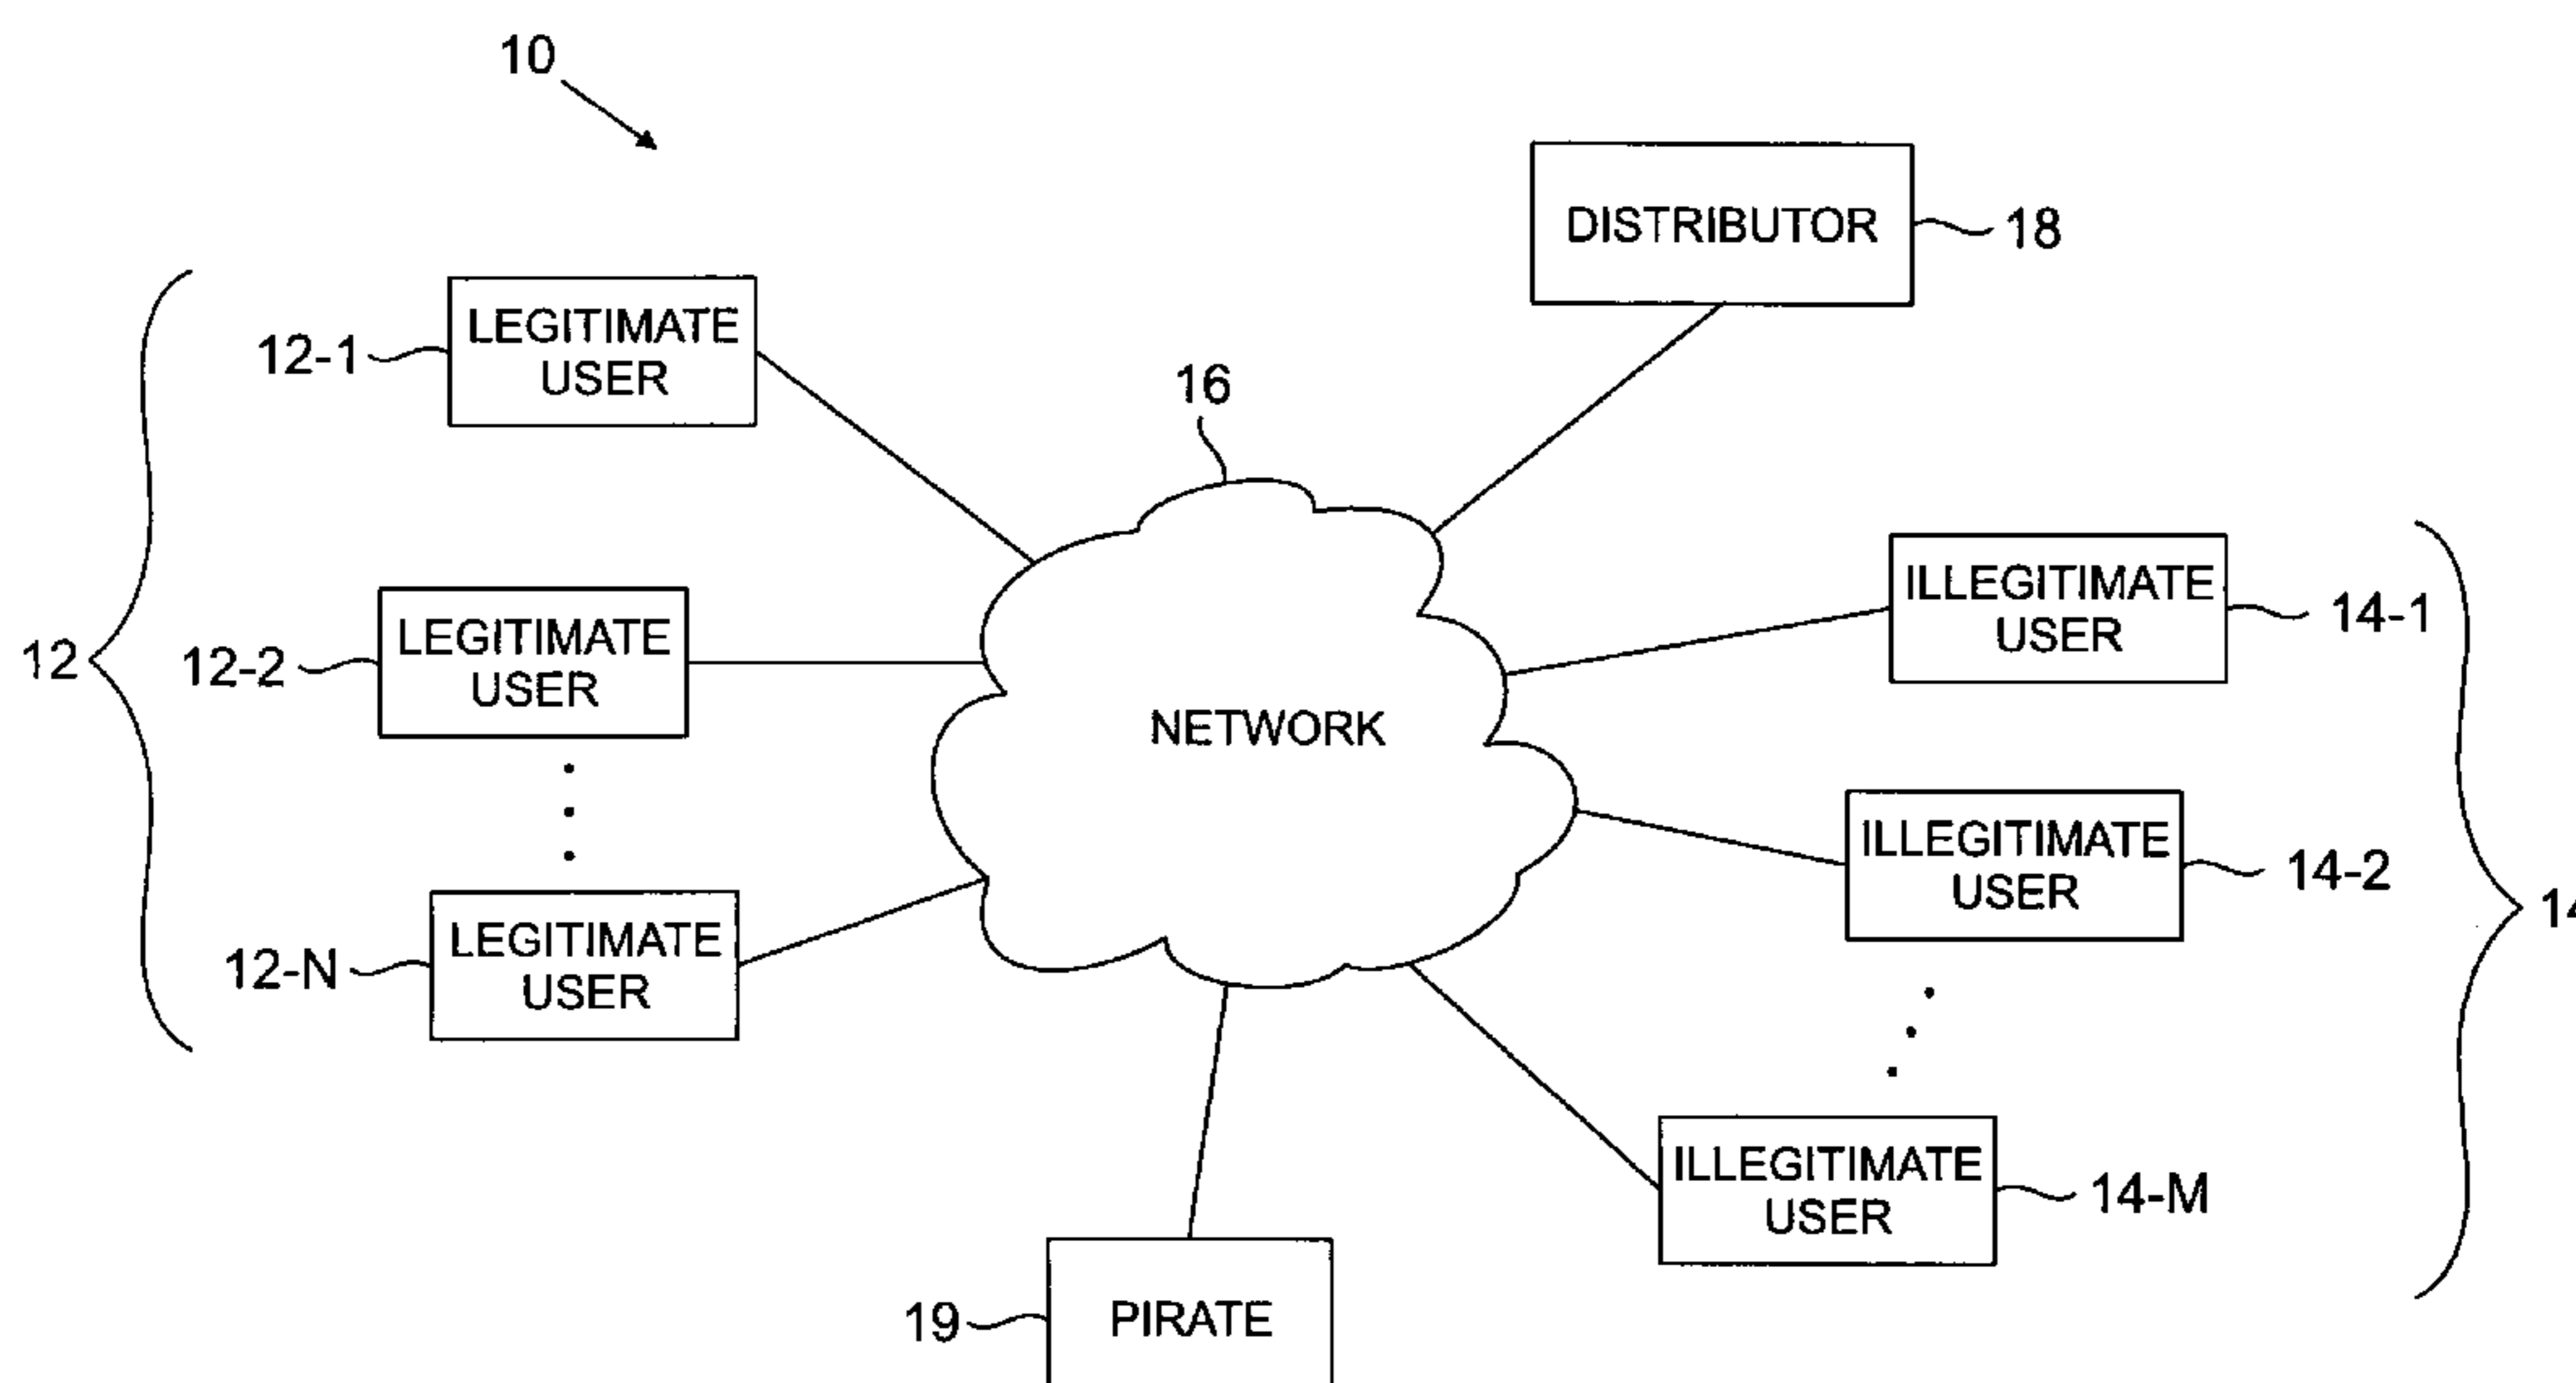 10
DISTRIBUTOR
18
LEGITIMATE
USER
12-1
16
ILLEGITIMATE
USER
14-1
12
12-2
LEGITIMATE
USER
NETWORK
ILLEGITIMATE
USER
14-2
14
12-N
LEGITIMATE
USER
ILLEGITIMATE
USER
14-M
19
PIRATE